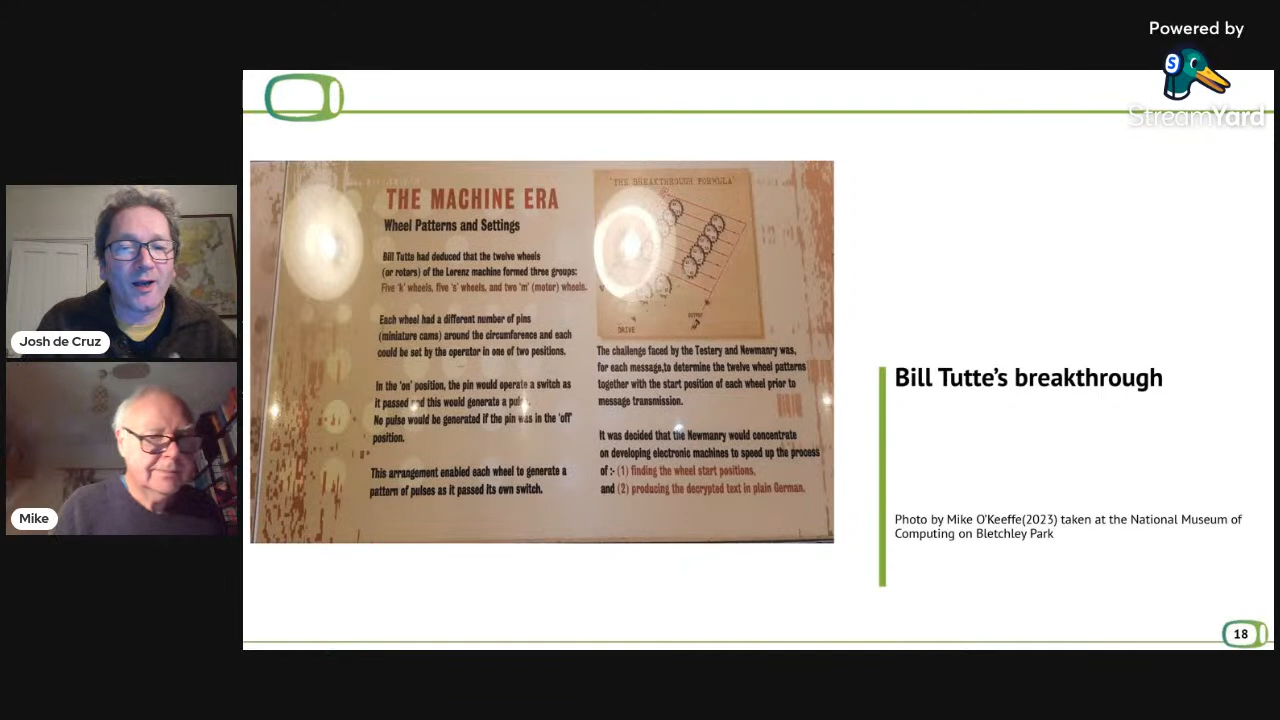 Powered by
S
StreamYard
THE MACHINE ERA
Wheel Patterns and Settings
Bill Tutte had deduced that the twelve wheels
(or rotors) of the Lorenz machine formed three groups:
Five 'k' wheels, five 's' wheels, and two 'm' (motor) wheels.
Each wheel had a different number of pins
(miniature cams) around the circumference and each
could be set by the operator in one of two positions.
In the 'on' position, the pin would operate a switch as
it passed and this would generate a
No pulse would be generated if the pin was in the 'off'
position.
This arrangement enabled each wheel to generate a
pattern of pulses as it passed its own switch.
'THE BREAKTHROUGH FORMULA'
DRIVE
OUTPUT
The challenge faced by the Testery and Newmanry was,
for each message,to determine the twelve wheel patterns
together with the start position of each wheel prior to
message transmission.
It was decided that the Newmanry would concentrate
on developing electronic machines to speed up the process
of :- (1) finding the wheel start positions,
and (2) producing the decrypted text in plain German.
Bill Tutte's breakthrough
Photo by Mike O'Keeffe(2023) taken at the National Museum of
Computing on Bletchley Park
18
Josh de Cruz
Mike